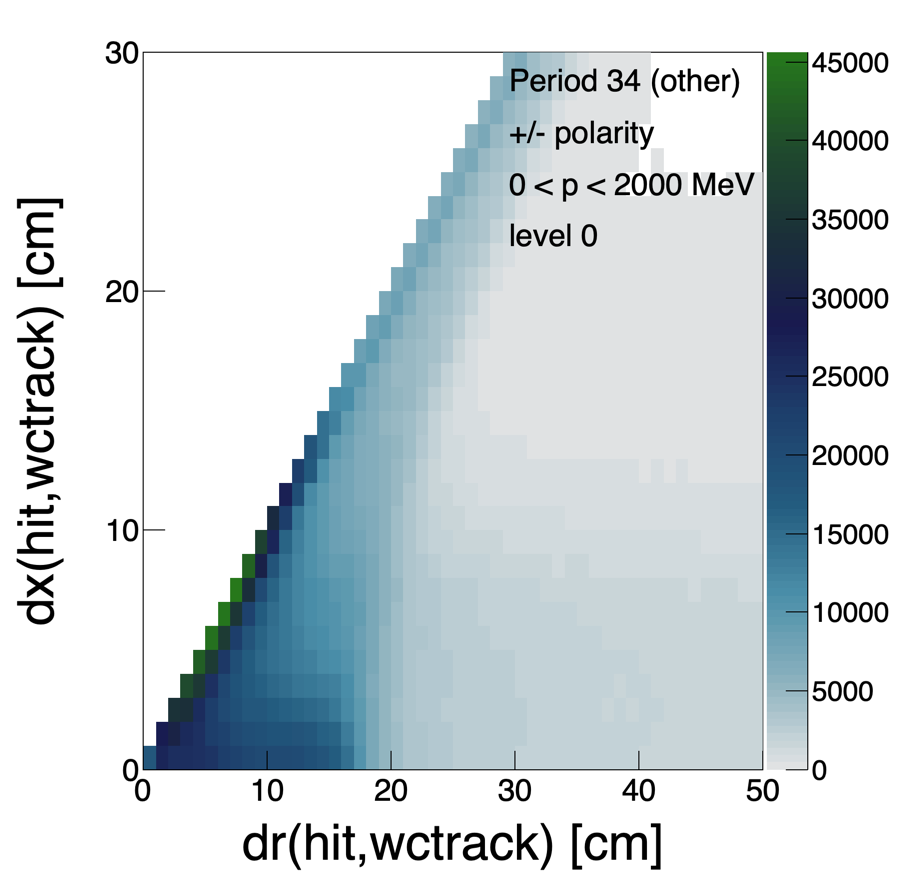 30
Period 34 (other)
+/- polarity
0 < p < 2000 MeV
level 0
20
10
0
dx(hit,wctrack) [cm]
0 10 20 30 40 50
dr(hit,wctrack) [cm]
45000
40000
35000
30000
25000
20000
15000
10000
5000
0